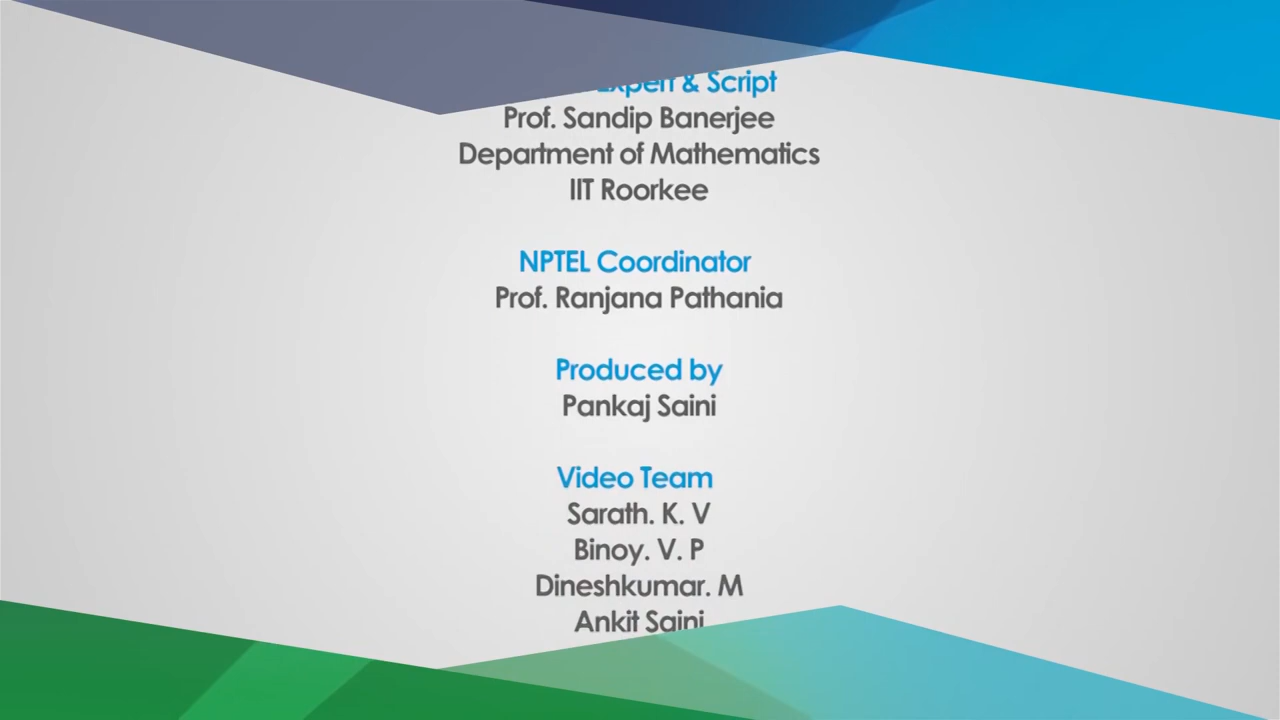 Expert & Script
Prof. Sandip Banerjee
Department of Mathematics
IIT Roorkee
NPTEL Coordinator
Prof. Ranjana Pathania
Produced by
Pankaj Saini
Video Team
Sarath. K. V
Binoy. V. P
Dineshkumar. M
Ankit Saini